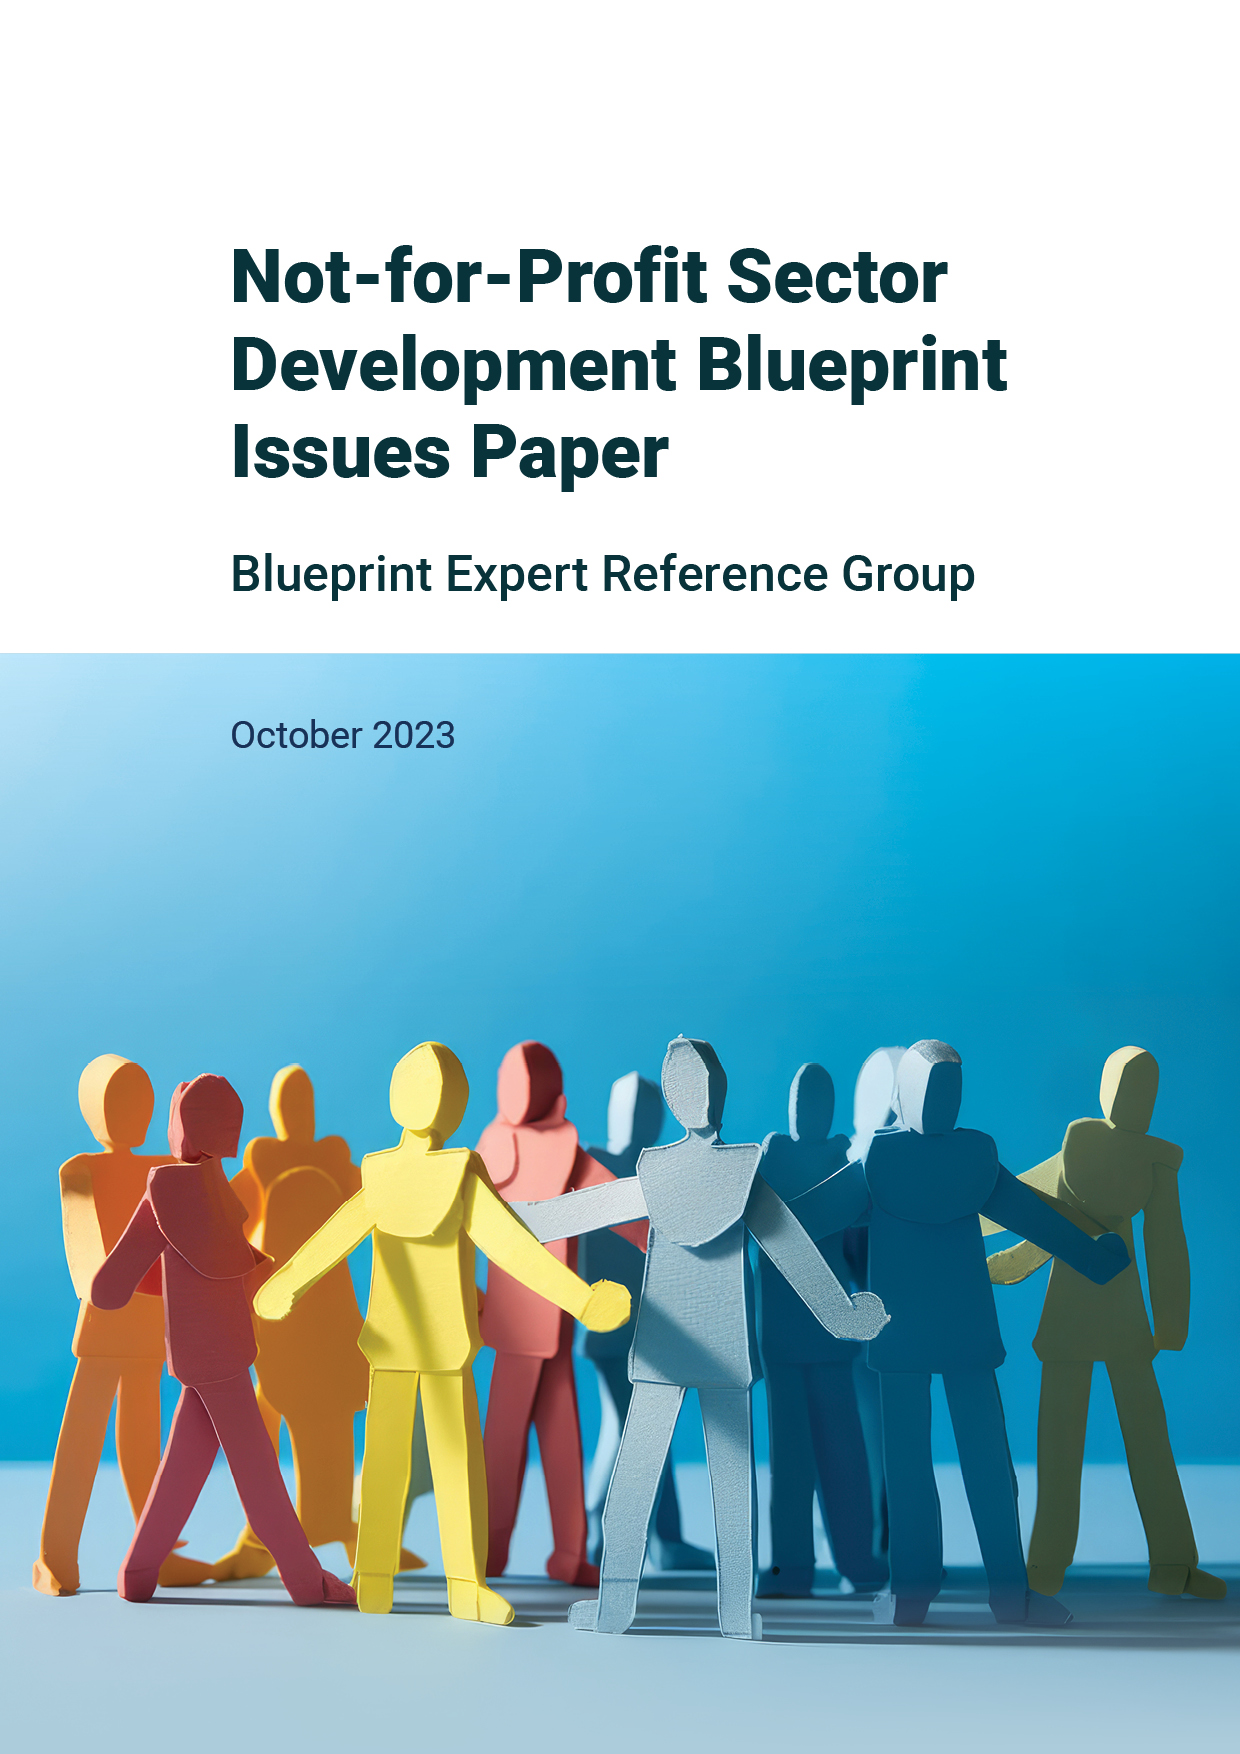 Not-for-Profit Sector
Development Blueprint
Issues Paper
Blueprint Expert Reference Group
October 2023